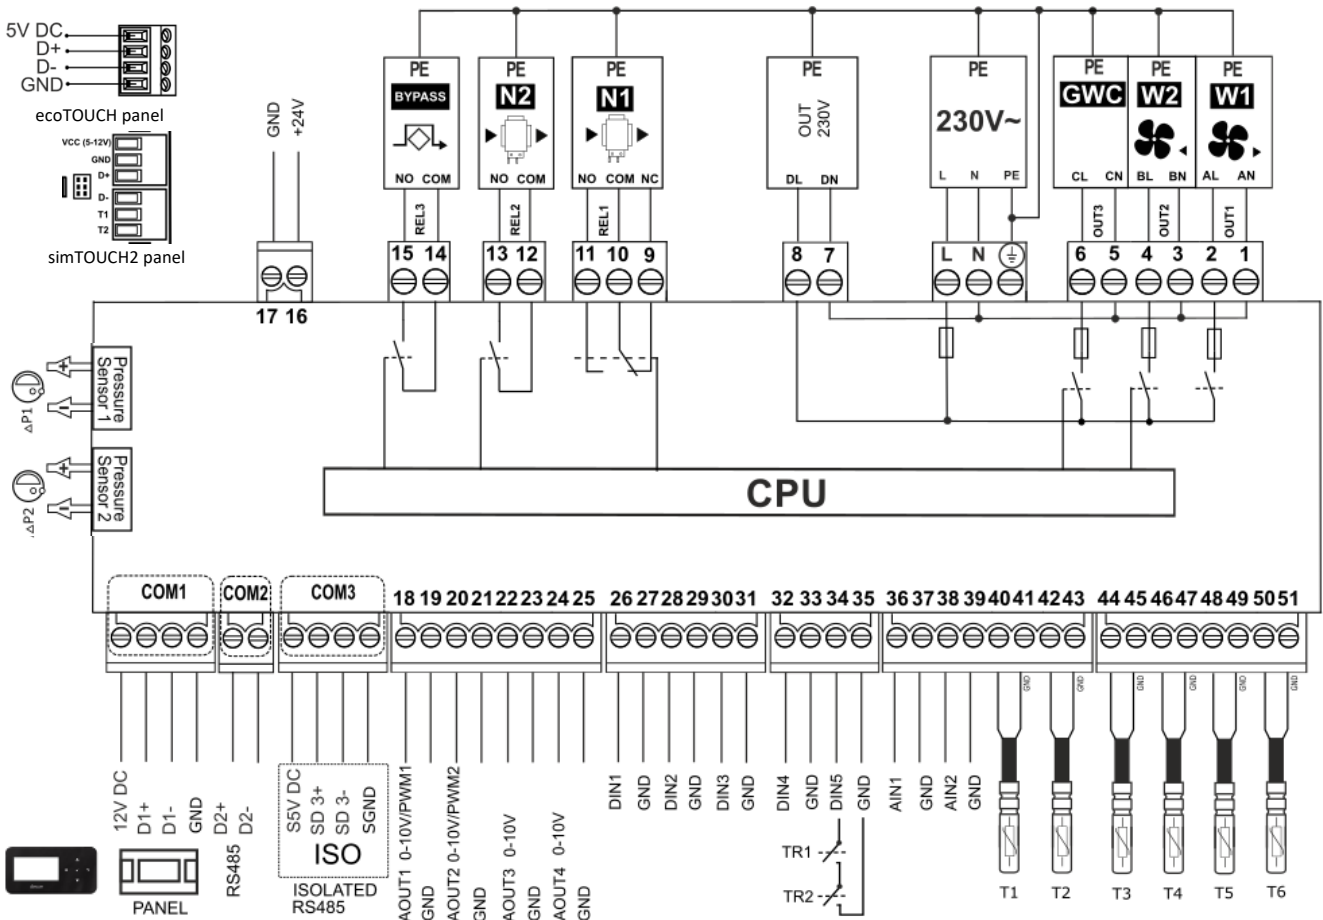 5V DC
D+
D-
GND
ecoTOUCH panel
VCC (5-12V)
GND
D+
D-
T1
T2
simTOUCH2 panel
GND
+24V
17 16
PE
BYPASS
NO COM
REL3
15 14
PE
N2
NO COM
REL2
13 12
PE
N1
NO COM NC
REL1
11 10 9
OUT
230V
DL DN
8 7
PE
230V~
L N PE
L N
PE PE PE
GWC W2 W1
CL CN BL BN AL AN
OUT3 OUT2 OUT1
6 5 4 3 2 1
Pressure
Sensor 1
+
-
△P1
Pressure
Sensor 2
+
-
△P2
CPU
COM1 COM2 COM3
18 19 20 21 22 23 24 25 26 27 28 29 30 31 32 33 34 35 36 37 38 39 40 41 42 43 44 45 46 47 48 49 50 51
GND GND GND GND GND GND
12V DC
D1+
D1-
GND
D2+
D2-
RS485
PANEL
S5V DC
SD 3+
SD 3-
SGND
ISO
ISOLATED
RS485
AOUT1 0-10V/PWM1
GND
AOUT2 0-10V/PWM2
GND
AOUT3 0-10V
GND
AOUT4 0-10V
GND
DIN1
GND
DIN2
GND
DIN3
GND
DIN4
GND
DIN5
GND
TR1
TR2
AIN1
GND
AIN2
GND
T1 T2 T3 T4 T5 T6